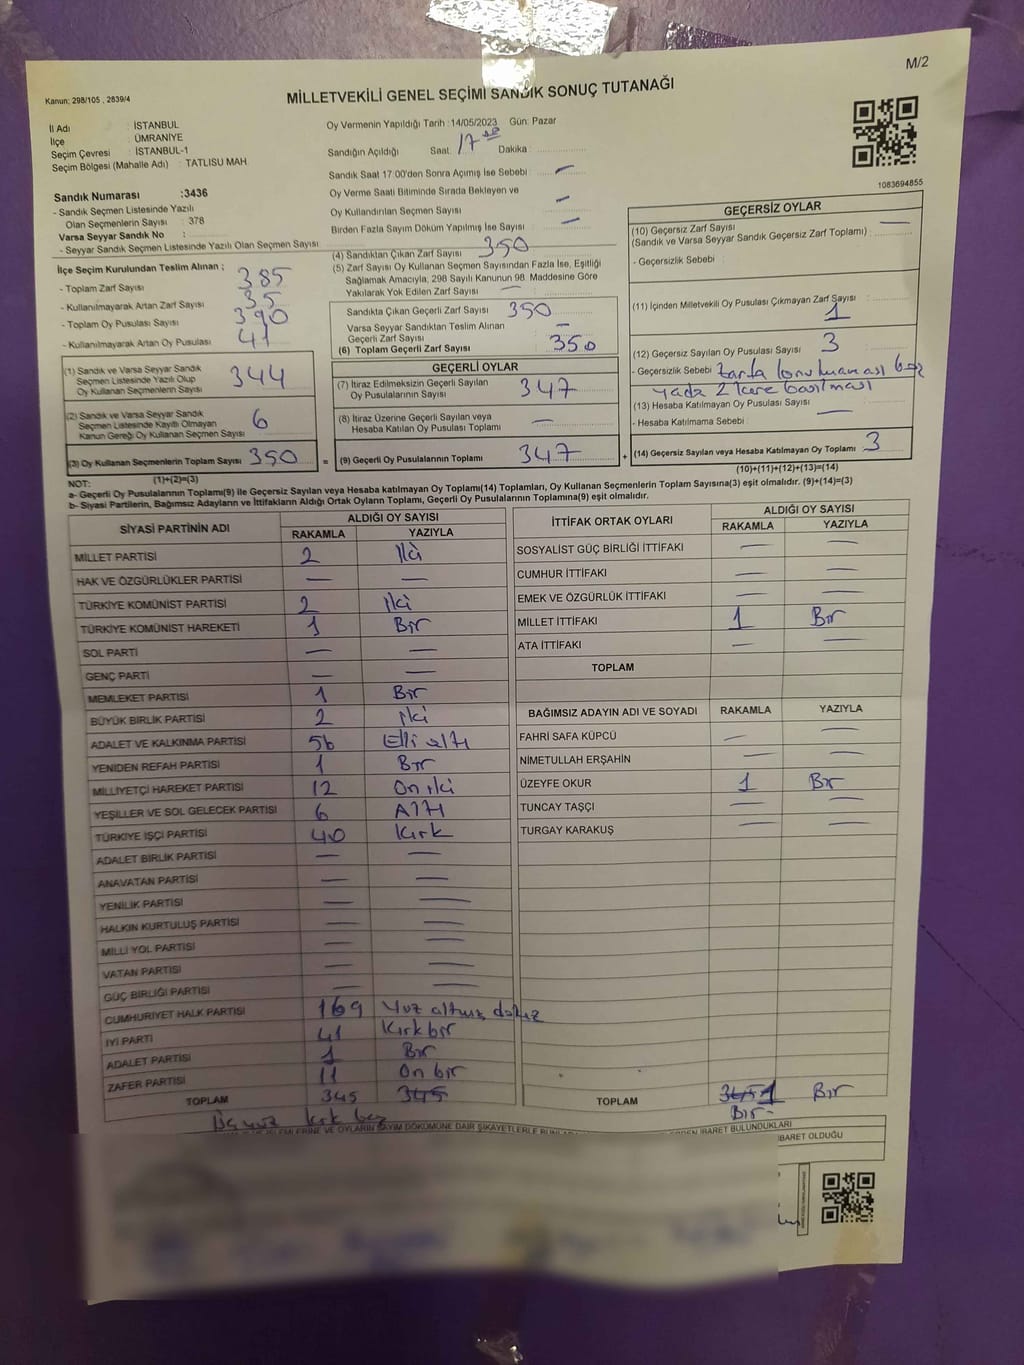 M/2
Kanun: 298/105 , 2839/4
MİLLETVEKİLİ GENEL SEÇİMİ SANDIK SONUÇ TUTANAĞI
İl Adı : İSTANBUL
İlçe : ÜMRANİYE
Seçim Çevresi : İSTANBUL-1
Seçim Bölgesi (Mahalle Adı) : TATLISU MAH
Oy Vermenin Yapıldığı Tarih :14/05/2023 Gün: Pazar
Sandığın Açıldığı Saat: 17 Dakika:
Sandık Saat 17:00'den Sonra Açılmış İse Sebebi —
Oy Verme Saati Bitiminde Sırada Bekleyen ve
Oy Kullandırılan Seçmen Sayısı —
Birden Fazla Sayım Döküm Yapılmış İse Sayısı —
1083694855
Sandık Numarası :3436
- Sandık Seçmen Listesinde Yazılı
Olan Seçmenlerin Sayısı : 378
Varsa Seyyar Sandık No :
- Seyyar Sandık Seçmen Listesinde Yazılı Olan Seçmen Sayısı
İlçe Seçim Kurulundan Teslim Alınan ;
- Toplam Zarf Sayısı 385
- Kullanılmayarak Artan Zarf Sayısı 35
- Toplam Oy Pusulası Sayısı 390
- Kullanılmayarak Artan Oy Pusulası 41
(4) Sandıktan Çıkan Zarf Sayısı 350
(5) Zarf Sayısı Oy Kullanan Seçmen Sayısından Fazla İse, Eşitliği
Sağlamak Amacıyla, 298 Sayılı Kanunun 98. Maddesine Göre
Yakılarak Yok Edilen Zarf Sayısı —
Sandıkta Çıkan Geçerli Zarf Sayısı 350
Varsa Seyyar Sandıktan Teslim Alınan
Geçerli Zarf Sayısı —
(6) Toplam Geçerli Zarf Sayısı 350
GEÇERSİZ OYLAR
(10) Geçersiz Zarf Sayısı —
(Sandık ve Varsa Seyyar Sandık Geçersiz Zarf Toplamı) :
- Geçersizlik Sebebi :
(11) İçinden Milletvekili Oy Pusulası Çıkmayan Zarf Sayısı 1
(12) Geçersiz Sayılan Oy Pusulası Sayısı 3
- Geçersizlik Sebebi
yada 2 kere basılması
(13) Hesaba Katılmayan Oy Pusulası Sayısı —
- Hesaba Katılmama Sebebi :
(14) Geçersiz Sayılan veya Hesaba Katılmayan Oy Toplamı 3
(10)+(11)+(12)+(13)=(14)
(1) Sandık ve Varsa Seyyar Sandık
Seçmen Listesinde Yazılı Olup
Oy Kullanan Seçmenlerin Sayısı 344
(2) Sandık ve Varsa Seyyar Sandık
Seçmen Listesinde Kayıtlı Olmayan
Kanun Gereği Oy Kullanan Seçmen Sayısı 6
(3) Oy Kullanan Seçmenlerin Toplam Sayısı 350 =
(1)+(2)=(3)
GEÇERLİ OYLAR
(7) İtiraz Edilmeksizin Geçerli Sayılan
Oy Pusulalarının Sayısı 347
(8) İtiraz Üzerine Geçerli Sayılan veya
Hesaba Katılan Oy Pusulası Toplamı —
(9) Geçerli Oy Pusulalarının Toplamı 347 +
NOT:
a- Geçerli Oy Pusulalarının Toplamı(9) ile Geçersiz Sayılan veya Hesaba katılmayan Oy Toplamı(14) Toplamları, Oy Kullanan Seçmenlerin Toplam Sayısına(3) eşit olmalıdır. (9)+(14)=(3)
b- Siyasi Partilerin, Bağımsız Adayların ve İttifakların Aldığı Ortak Oyların Toplamı, Geçerli Oy Pusulalarının Toplamına(9) eşit olmalıdır.
SİYASİ PARTİNİN ADI ALDIĞI OY SAYISI
RAKAMLA YAZIYLA
MİLLET PARTİSİ 2 İki
HAK VE ÖZGÜRLÜKLER PARTİSİ — —
TÜRKİYE KOMÜNİST PARTİSİ 2 iki
TÜRKİYE KOMÜNİST HAREKETİ 1 Bir
SOL PARTİ — —
GENÇ PARTİ — —
MEMLEKET PARTİSİ 1 Bir
BÜYÜK BİRLİK PARTİSİ 2 iki
ADALET VE KALKINMA PARTİSİ 56 Elli altı
YENİDEN REFAH PARTİSİ 1 Bir
MİLLİYETÇİ HAREKET PARTİSİ 12 On iki
YEŞİLLER VE SOL GELECEK PARTİSİ 6 Altı
TÜRKİYE İŞÇİ PARTİSİ 40 Kırk
ADALET BİRLİK PARTİSİ — —
ANAVATAN PARTİSİ — —
YENİLİK PARTİSİ — —
HALKIN KURTULUŞ PARTİSİ — —
MİLLİ YOL PARTİSİ — —
VATAN PARTİSİ — —
GÜÇ BİRLİĞİ PARTİSİ — —
CUMHURİYET HALK PARTİSİ 169 Yüz altmış dokuz
İYİ PARTİ 41 Kırk bir
ADALET PARTİSİ 1 Bir
ZAFER PARTİSİ 11 On bir
TOPLAM 345 345
Üçyüz kırk beş
İTTİFAK ORTAK OYLARI ALDIĞI OY SAYISI
RAKAMLA YAZIYLA
SOSYALİST GÜÇ BİRLİĞİ İTTİFAKI — —
CUMHUR İTTİFAKI — —
EMEK VE ÖZGÜRLÜK İTTİFAKI — —
MİLLET İTTİFAKI 1 Bir
ATA İTTİFAKI — —
TOPLAM
BAĞIMSIZ ADAYIN ADI VE SOYADI RAKAMLA YAZIYLA
FAHRİ SAFA KÜPCÜ — —
NİMETULLAH ERŞAHİN — —
ÜZEYFE OKUR 1 Bir
TUNCAY TAŞÇI — —
TURGAY KARAKUŞ — —
TOPLAM 345 1 Bir
Bir-
VE OYLARIN SAYIM DÖKÜMÜNE DAİR ŞİKAYETLERLE
İBARET BULUNDUKLARI
İBARET OLDUĞU